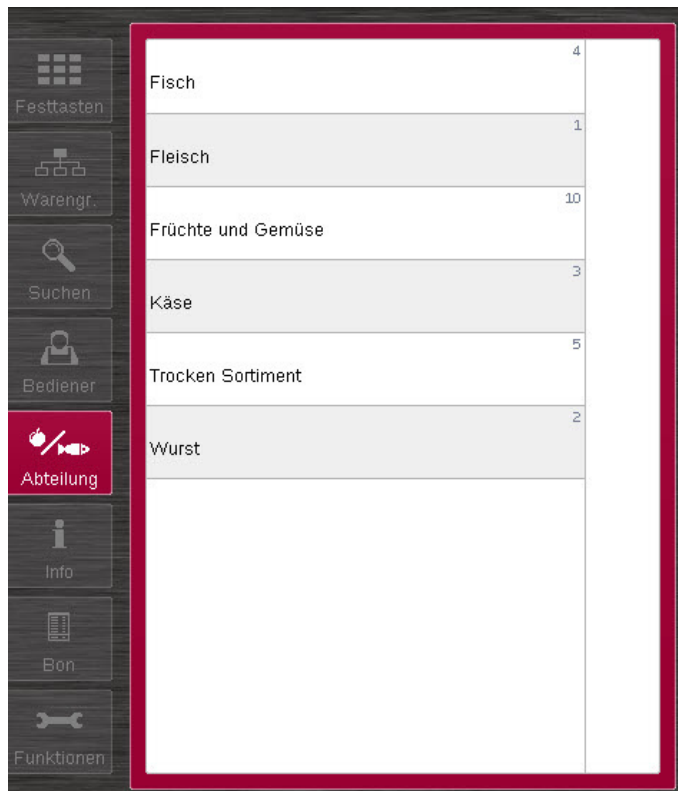 Festtasten
Warengr.
Suchen
Bediener
Abteilung
Info
Bon
Funktionen
4
Fisch
1
Fleisch
10
Früchte und Gemüse
3
Käse
5
Trocken Sortiment
2
Wurst